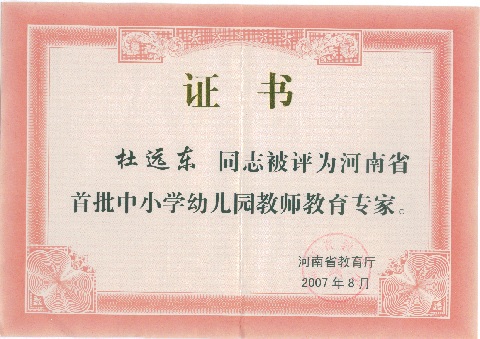 证书
杜远东 同志被评为河南省
首批中小学幼儿园教师教育专家。
河南省教育厅
2007年8月